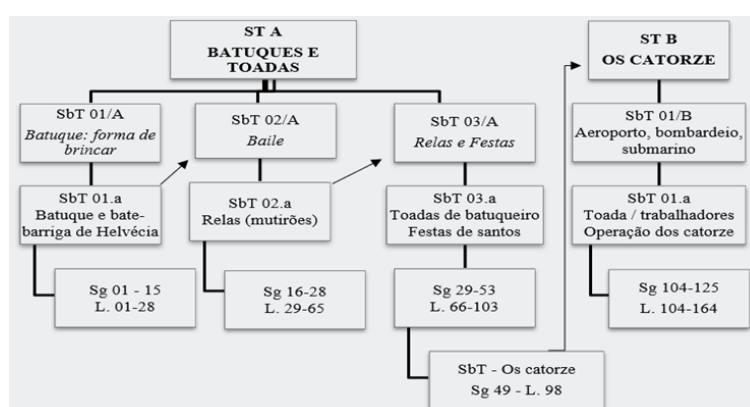 ST A
BATUQUES E
TOADAS
ST B
OS CATORZE
SbT 01/A
Batuque: forma de
brincar
SbT 02/A
Baile
SbT 03/A
Relas e Festas
SbT 01/B
Aeroporto, bombardeio,
submarino
SbT 01.a
Batuque e bate-
barriga de Helvécia
SbT 02.a
Relas (mutirões)
SbT 03.a
Toadas de batuqueiro
Festas de santos
SbT 01.a
Toada / trabalhadores
Operação dos catorze
Sg 01 - 15
L. 01-28
Sg 16-28
L. 29-65
Sg 29-53
L. 66-103
Sg 104-125
L. 104-164
SbT - Os catorze
Sg 49 - L. 98